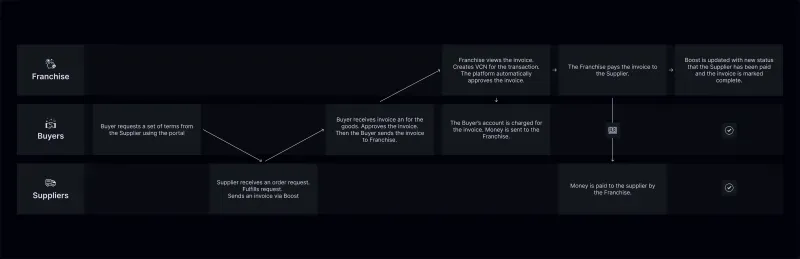 Franchise
Franchise views the invoice.
Creates VCN for the transaction.
The platform automatically
approves the invoice.
The Franchise pays the invoice to
the Supplier.
Boost is updated with new status
that the Supplier has been paid
and the invoice is marked
complete.
Buyers
Buyer requests a set of terms from
the Supplier using the portal
Buyer receives invoice an for the
goods. Approves the invoice.
Then the Buyer sends the invoice
to Franchise.
The Buyer's account is charged for
the invoice. Money is sent to the
Franchise.
Suppliers
Supplier receives an order request.
Fulfills request.
Sends an invoice via Boost
Money is paid to the supplier by
the Franchise.